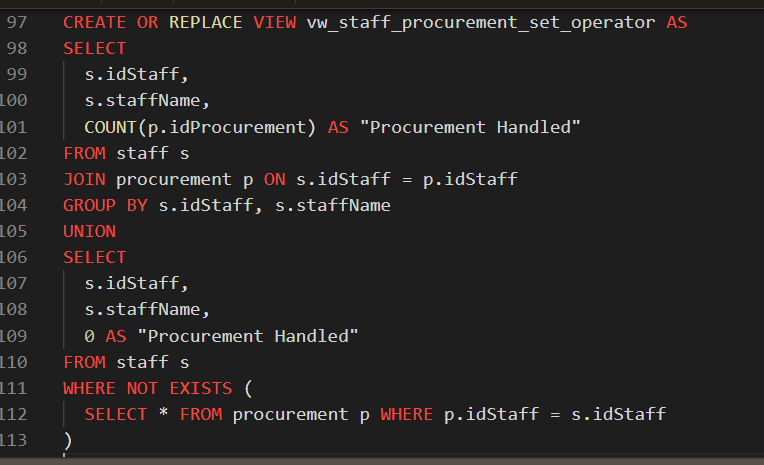 97 CREATE OR REPLACE VIEW vw_staff_procurement_set_operator AS
98 SELECT
99 s.idStaff,
100 s.staffName,
101 COUNT(p.idProcurement) AS "Procurement Handled"
102 FROM staff s
103 JOIN procurement p ON s.idStaff = p.idStaff
104 GROUP BY s.idStaff, s.staffName
105 UNION
106 SELECT
107 s.idStaff,
108 s.staffName,
109 0 AS "Procurement Handled"
110 FROM staff s
111 WHERE NOT EXISTS (
112 SELECT * FROM procurement p WHERE p.idStaff = s.idStaff
113 )